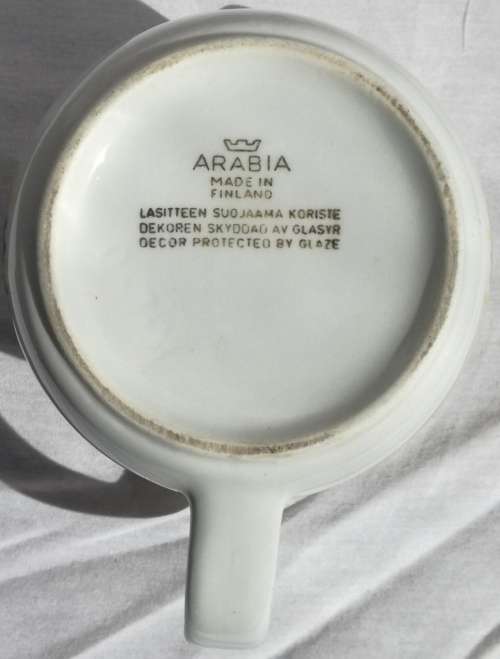 ARABIA
MADE IN
FINLAND
LASITTEEN SUOJAAMA KORISTE
DEKOREN SKYDDAD AV GLASYR
DECOR PROTECTED BY GLAZE